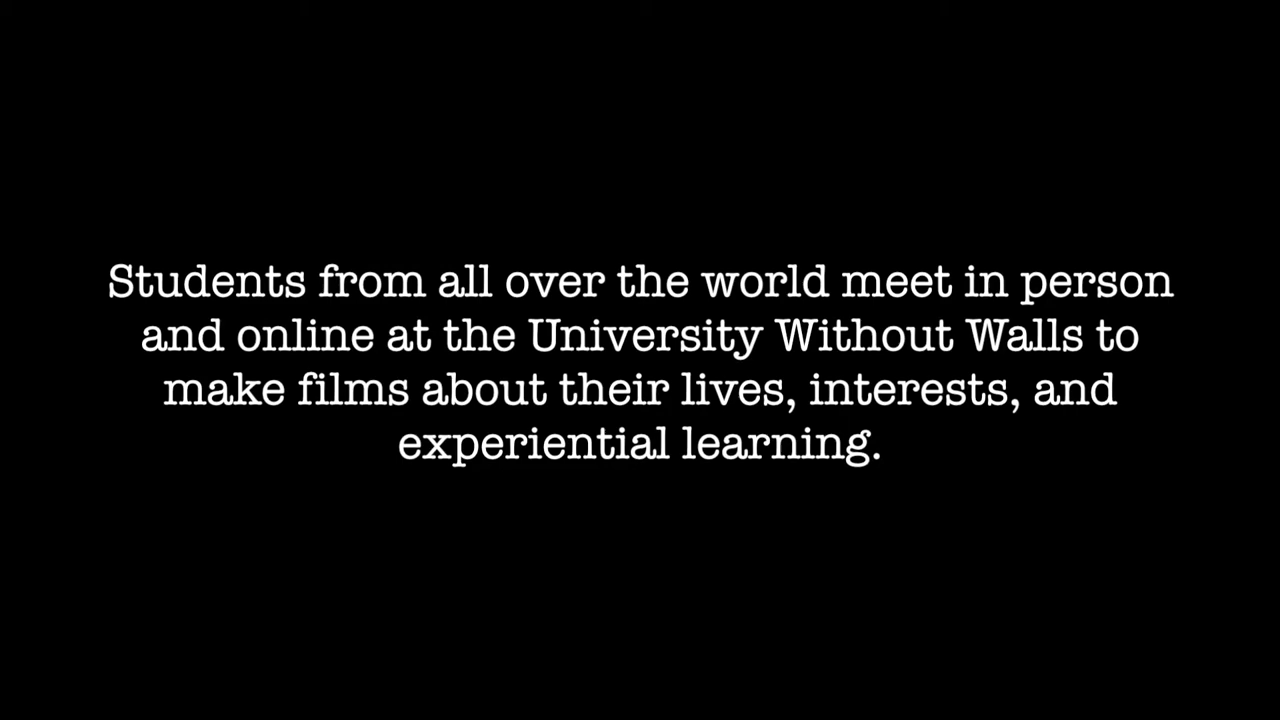 Students from all over the world meet in person
and online at the University Without Walls to
make films about their lives, interests, and
experiential learning.